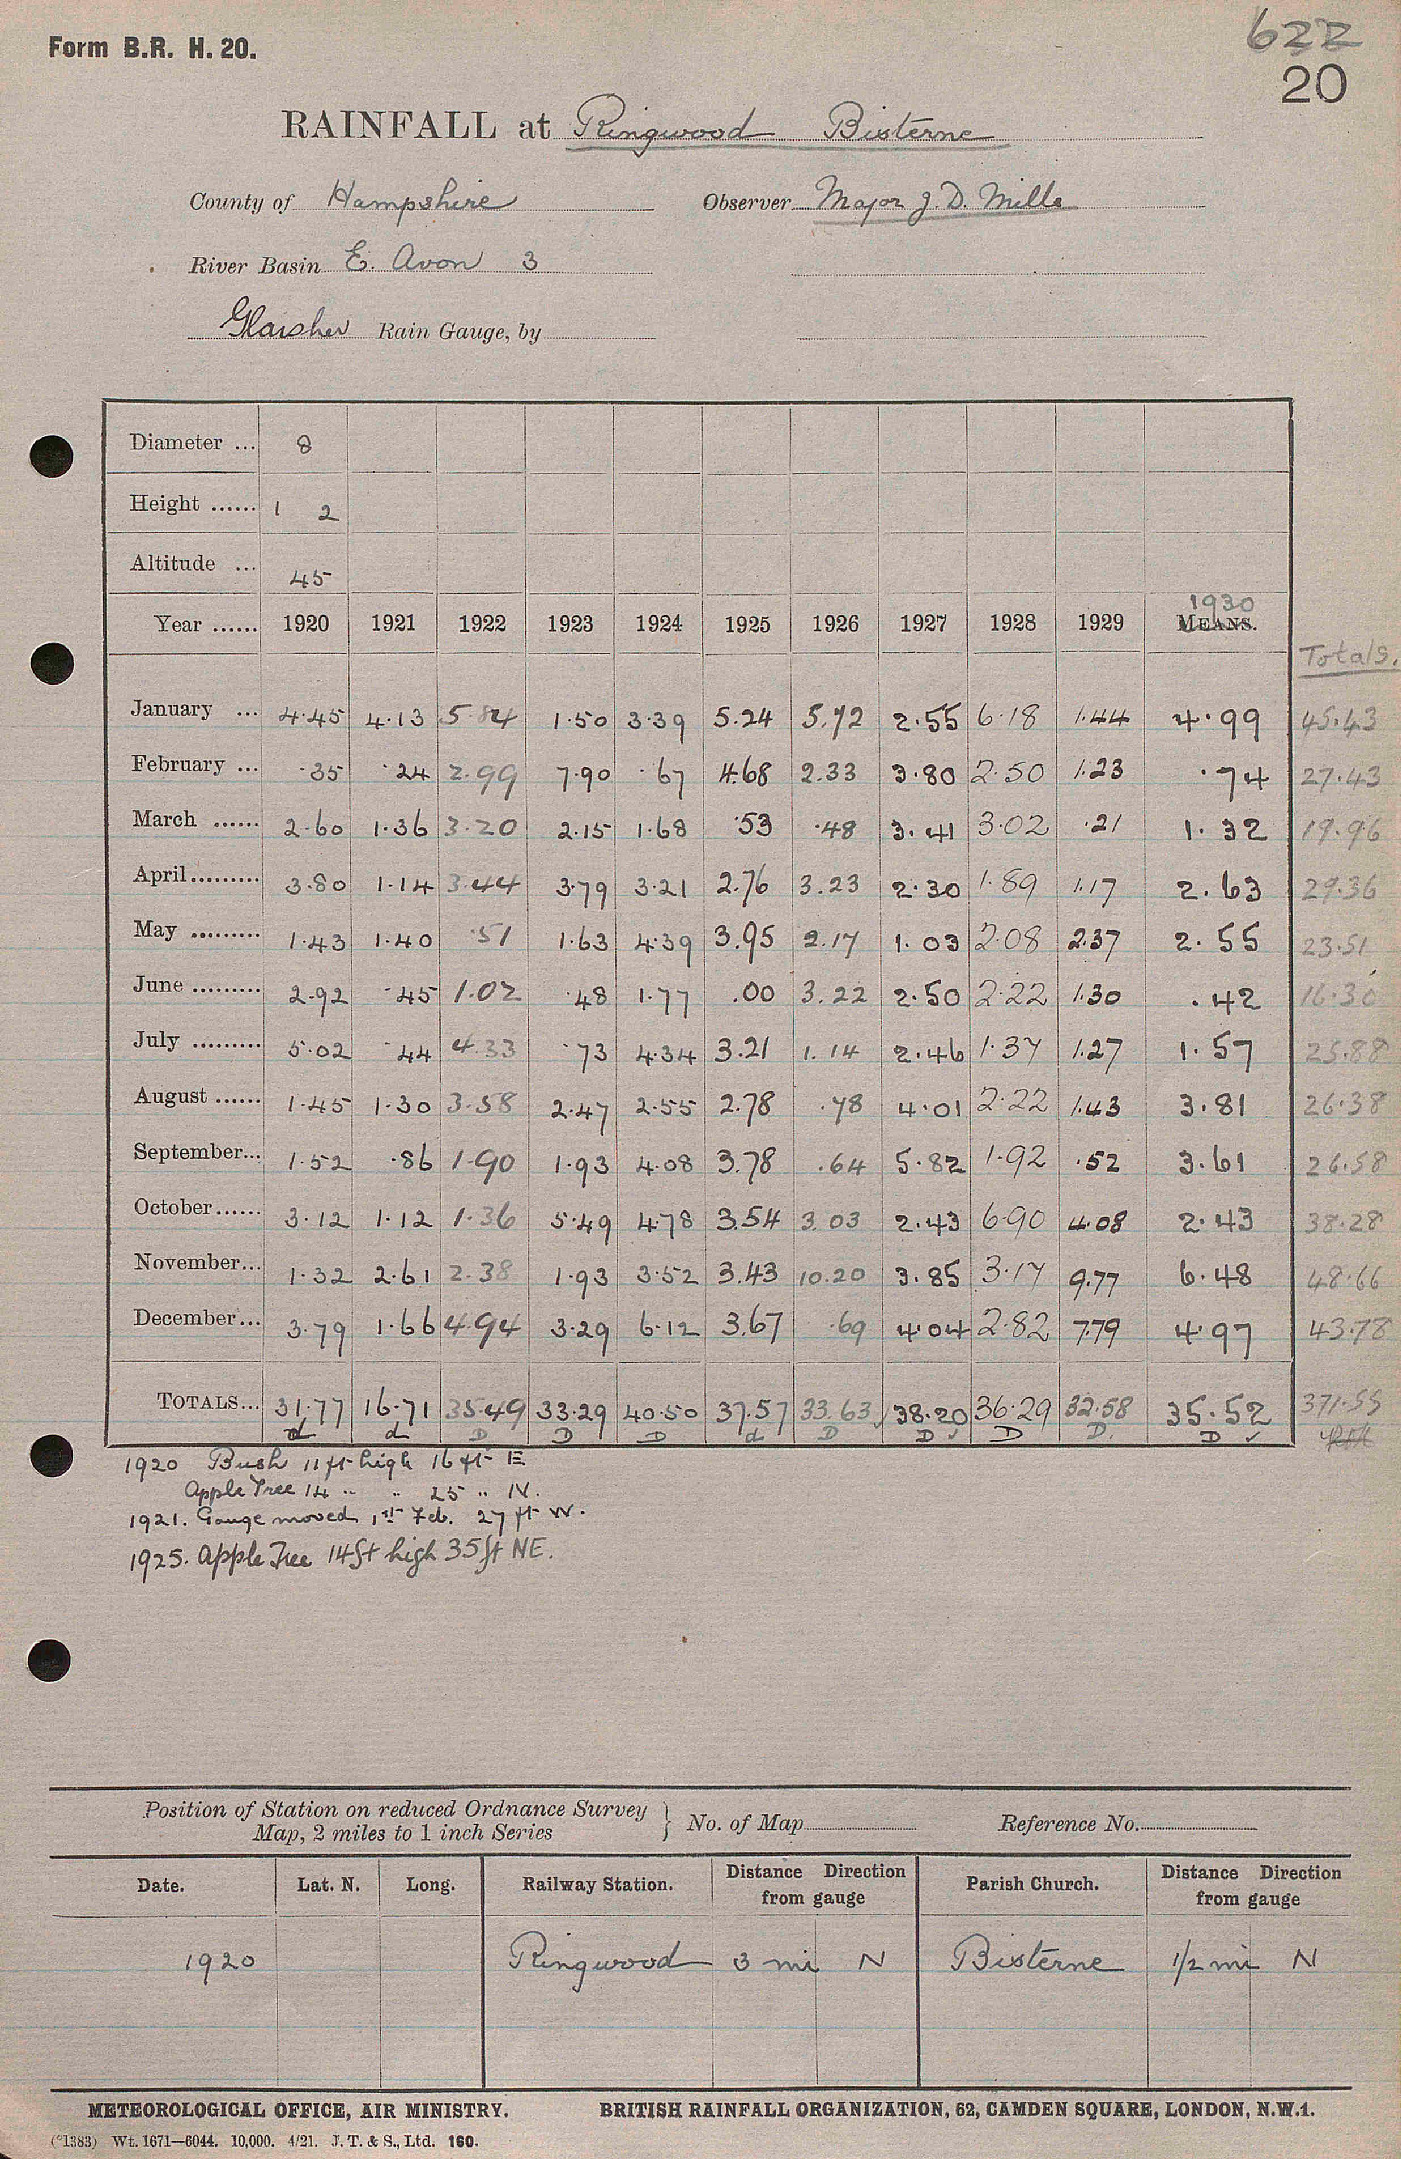 Form B.R. H. 20.
622
20
RAINFALL at Ringwood Bisterne
County of Hampshire Observer Major J. D. Mills
River Basin E. Avon 3
Glaisher Rain Gauge, by
Diameter ... 8
Height ...... 1 2
Altitude ... 45
Year ...... 1920 1921 1922 1923 1924 1925 1926 1927 1928 1929 1930 MEANS.
Totals.
January ... 4.45 4.13 5.84 1.50 3.39 5.24 5.72 2.55 6.18 1.44 4.99 45.43
February ... .35 .24 2.99 7.90 .67 4.68 2.33 3.80 2.50 1.23 .74 27.43
March ...... 2.60 1.36 3.20 2.15 1.68 .53 .48 3.41 3.02 .21 1.32 19.96
April ......... 3.80 1.14 3.44 3.79 3.21 2.76 3.23 2.30 1.89 1.17 2.63 29.36
May ......... 1.43 1.40 .51 1.63 4.39 3.95 2.17 1.03 2.08 2.37 2.55 23.51
June ......... 2.92 .45 1.02 .48 1.77 .00 3.22 2.50 2.22 1.30 .42 16.30
July ......... 5.02 .44 4.33 .73 4.34 3.21 1.14 2.46 1.37 1.27 1.57 25.88
August ...... 1.45 1.30 3.58 2.47 2.55 2.78 .78 4.01 2.22 1.43 3.81 26.38
September... 1.52 .86 1.90 1.93 4.08 3.78 .64 5.82 1.92 .52 3.61 26.58
October...... 3.12 1.12 1.36 5.49 4.78 3.54 3.03 2.43 6.90 4.08 2.43 38.28
November... 1.32 2.61 2.38 1.93 3.52 3.43 10.20 3.85 3.17 9.77 6.48 48.66
December... 3.79 1.66 4.94 3.29 6.12 3.67 .69 4.04 2.82 7.79 4.97 43.78
TOTALS... 31.77 16.71 35.49 33.29 40.50 37.57 33.63 38.20 36.29 32.58 35.52 371.55
d d D D D d D D ✓ D D. D ✓
1920 Bush 11 ft high 16 ft E
Apple Tree 14 " " 25 " N.
1921. Gauge moved 1st Feb. 27 ft W.
1925. Apple Tree 14ft high 35ft NE.
Position of Station on reduced Ordnance Survey Map, 2 miles to 1 inch Series } No. of Map Reference No.
Date. Lat. N. Long. Railway Station. Distance Direction from gauge Parish Church. Distance Direction from gauge
1920 Ringwood 3 mi N Bisterne 1/2 mi N
METEOROLOGICAL OFFICE, AIR MINISTRY. BRITISH RAINFALL ORGANIZATION, 62, CAMDEN SQUARE, LONDON, N.W.1.
(*1383) Wt. 1671—6044. 10,000. 4/21. J. T. & S., Ltd. 160.